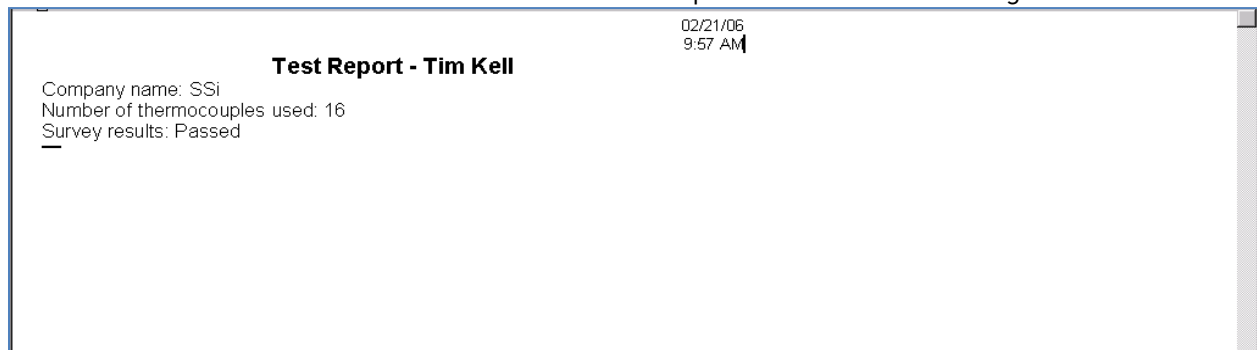 02/21/06
9:57 AM
Test Report - Tim Kell
Company name: SSi
Number of thermocouples used: 16
Survey results: Passed